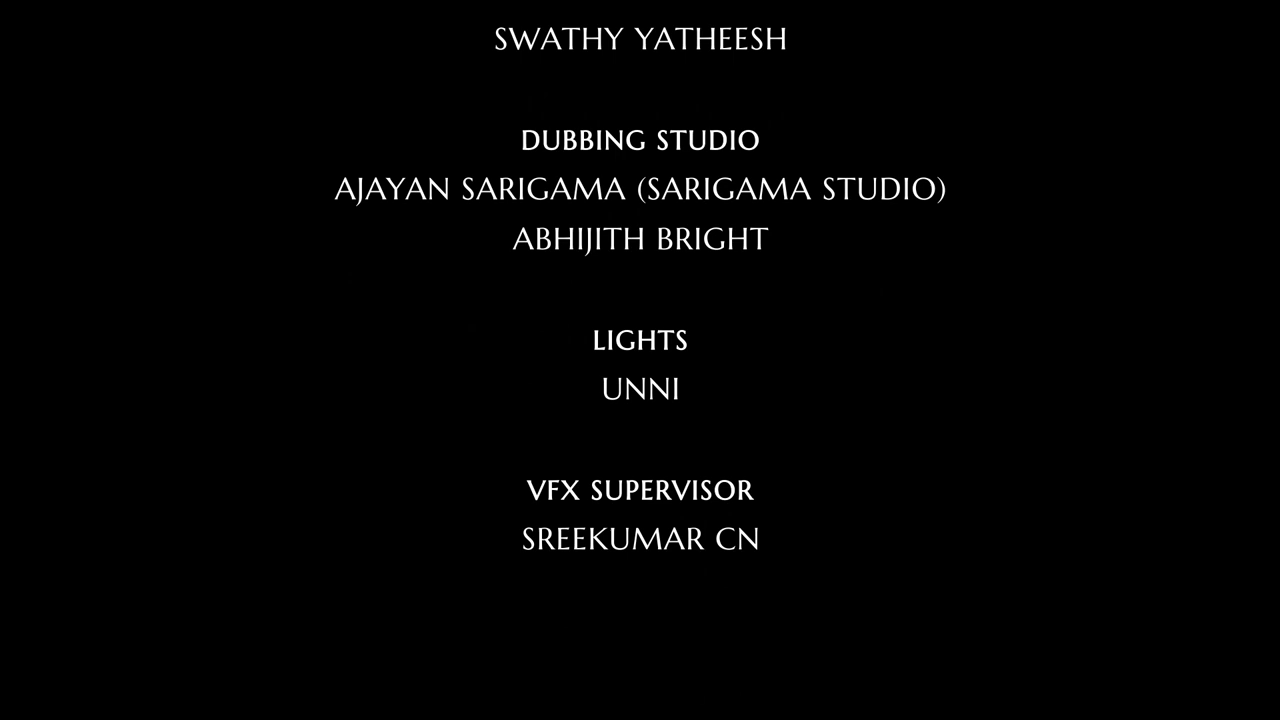 SWATHY YATHEESH
DUBBING STUDIO
AJAYAN SARIGAMA (SARIGAMA STUDIO)
ABHIJITH BRIGHT
LIGHTS
UNNI
VFX SUPERVISOR
SREEKUMAR CN